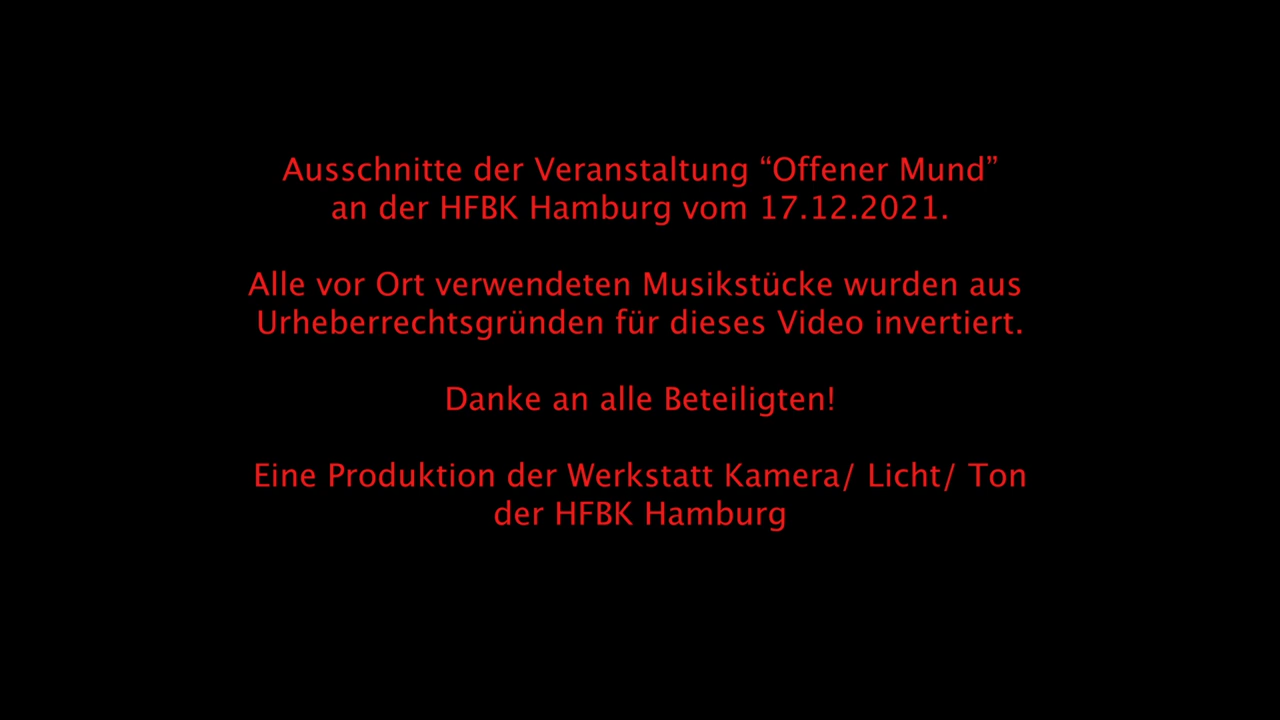 Ausschnitte der Veranstaltung “Offener Mund”
an der HFBK Hamburg vom 17.12.2021.
Alle vor Ort verwendeten Musikstücke wurden aus
Urheberrechtsgründen für dieses Video invertiert.
Danke an alle Beteiligten!
Eine Produktion der Werkstatt Kamera/ Licht/ Ton
der HFBK Hamburg